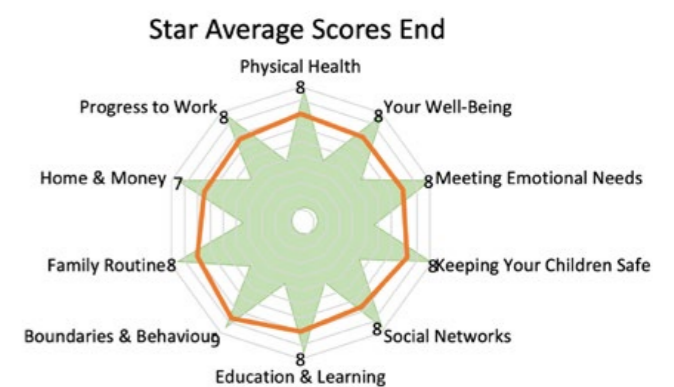 Star Average Scores End
Physical Health
8
Progress to Work
8
8
Your Well-Being
Home & Money
7
8
Meeting Emotional Needs
Family Routine
8
8
Keeping Your Children Safe
Boundaries & Behaviour
9
8
Social Networks
8
Education & Learning